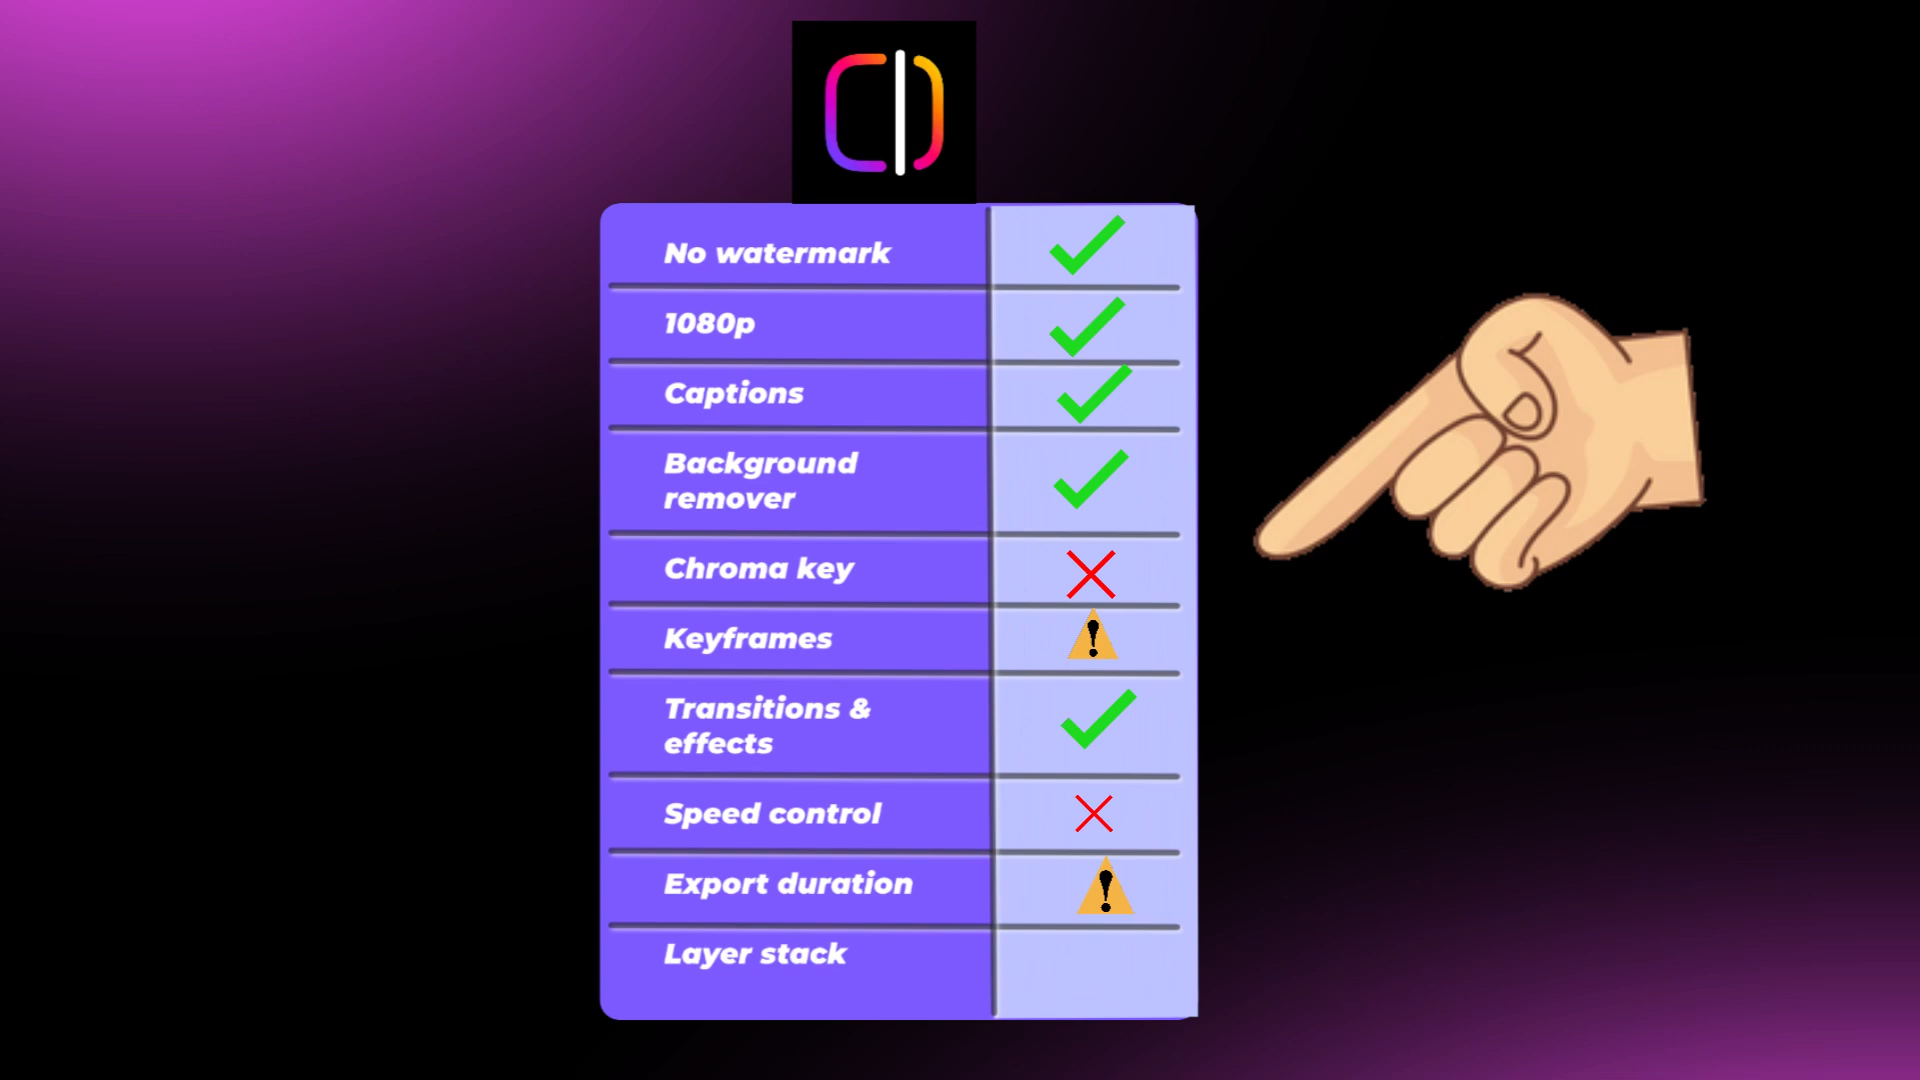 No watermark
1080p
Captions
Background
remover
Chroma key
Keyframes
Transitions &
effects
Speed control
Export duration
Layer stack